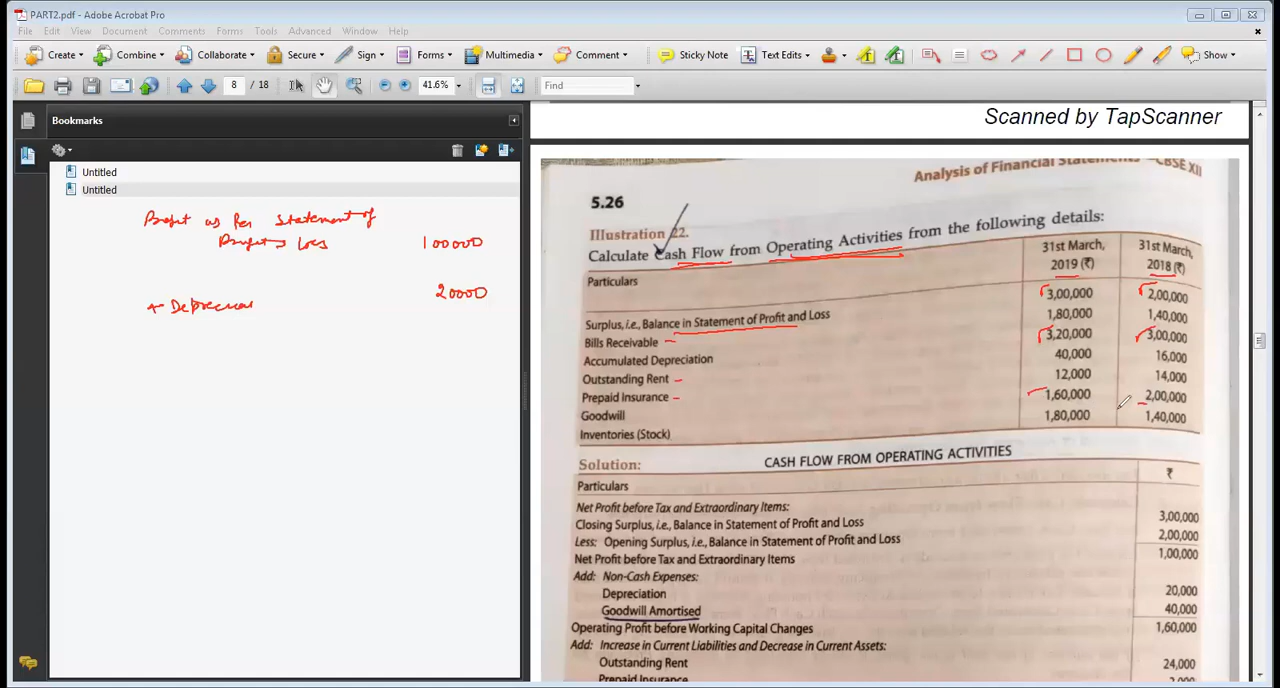 PART2.pdf - Adobe Acrobat Pro
File Edit View Document Comments Forms Tools Advanced Window Help
Create Combine Collaborate Secure Sign Forms Multimedia Comment Sticky Note Text Edits Show
8 / 18 41.6% Find
Bookmarks
Untitled
Untitled
Profit as Per Statement of
Profit & Loss 100000
+ Depreciat 20000
Scanned by TapScanner
Analysis of Financial Statements—CBSE XII
5.26
Illustration 22.
Calculate Cash Flow from Operating Activities from the following details:
Particulars 31st March, 2019 (₹) 31st March, 2018 (₹)
Surplus, i.e., Balance in Statement of Profit and Loss 3,00,000 2,00,000
Bills Receivable 1,80,000 1,40,000
Accumulated Depreciation 3,20,000 3,00,000
Outstanding Rent 40,000 16,000
Prepaid Insurance 12,000 14,000
Goodwill 1,60,000 2,00,000
Inventories (Stock) 1,80,000 1,40,000
Solution: CASH FLOW FROM OPERATING ACTIVITIES
Particulars ₹
Net Profit before Tax and Extraordinary Items:
Closing Surplus, i.e., Balance in Statement of Profit and Loss 3,00,000
Less: Opening Surplus, i.e., Balance in Statement of Profit and Loss 2,00,000
Net Profit before Tax and Extraordinary Items 1,00,000
Add: Non-Cash Expenses:
Depreciation 20,000
Goodwill Amortised 40,000
Operating Profit before Working Capital Changes 1,60,000
Add: Increase in Current Liabilities and Decrease in Current Assets:
Outstanding Rent 24,000
Prepaid Insurance 2,000